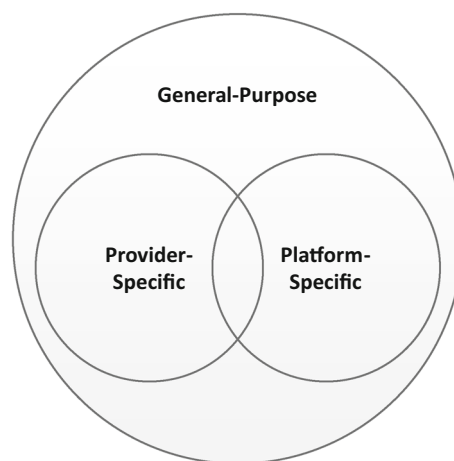 General-Purpose
Provider-
Specific
Platform-
Specific